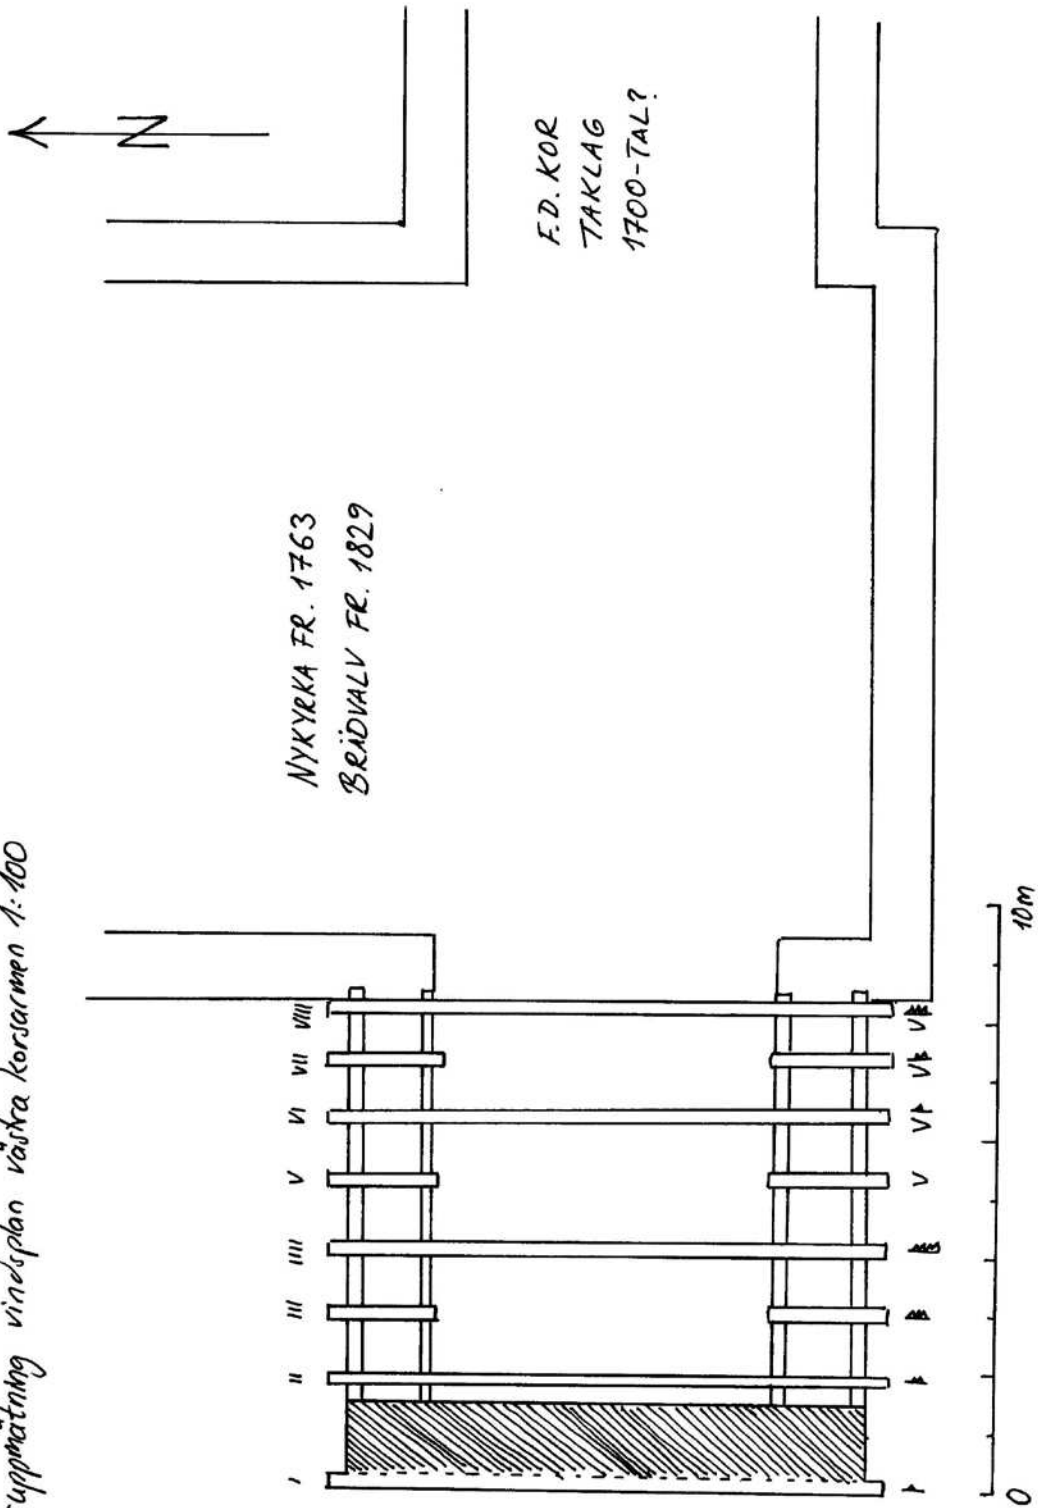 vindsplan västra korsarmen 1:100
N
F.D. KOR
TAKLAG
1700-TAL?
NYKYRKA FR. 1763
BRÄDVALV FR. 1829
I II III IIII V VI VII VIII
V
0 10m